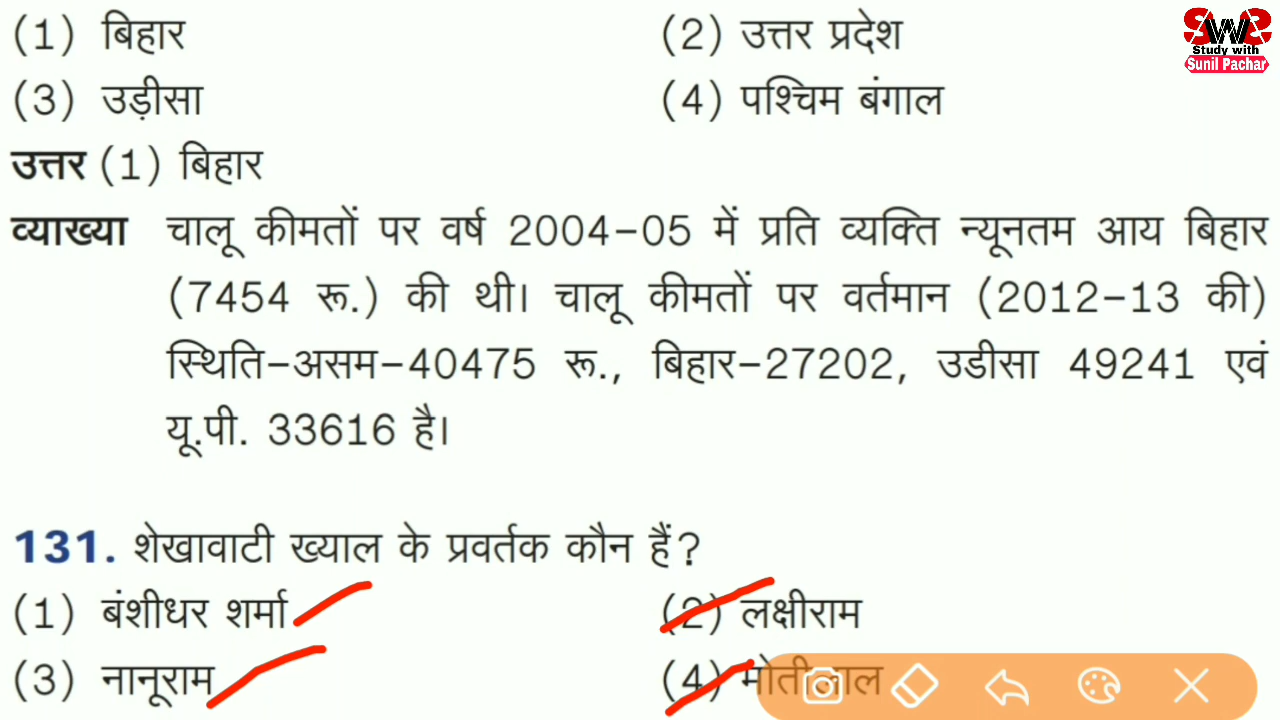 (1) बिहार (2) उत्तर प्रदेश
SWS
Study with
Sunil Pachar
(3) उड़ीसा (4) पश्चिम बंगाल
उत्तर (1) बिहार
व्याख्या चालू कीमतों पर वर्ष 2004-05 में प्रति व्यक्ति न्यूनतम आय बिहार
(7454 रू.) की थी। चालू कीमतों पर वर्तमान (2012-13 की)
स्थिति-असम-40475 रू., बिहार-27202, उडीसा 49241 एवं
यू.पी. 33616 है।
131. शेखावाटी ख्याल के प्रवर्तक कौन हैं?
(1) बंशीधर शर्मा (2) लक्षीराम
(3) नानूराम (4) मोतीलाल